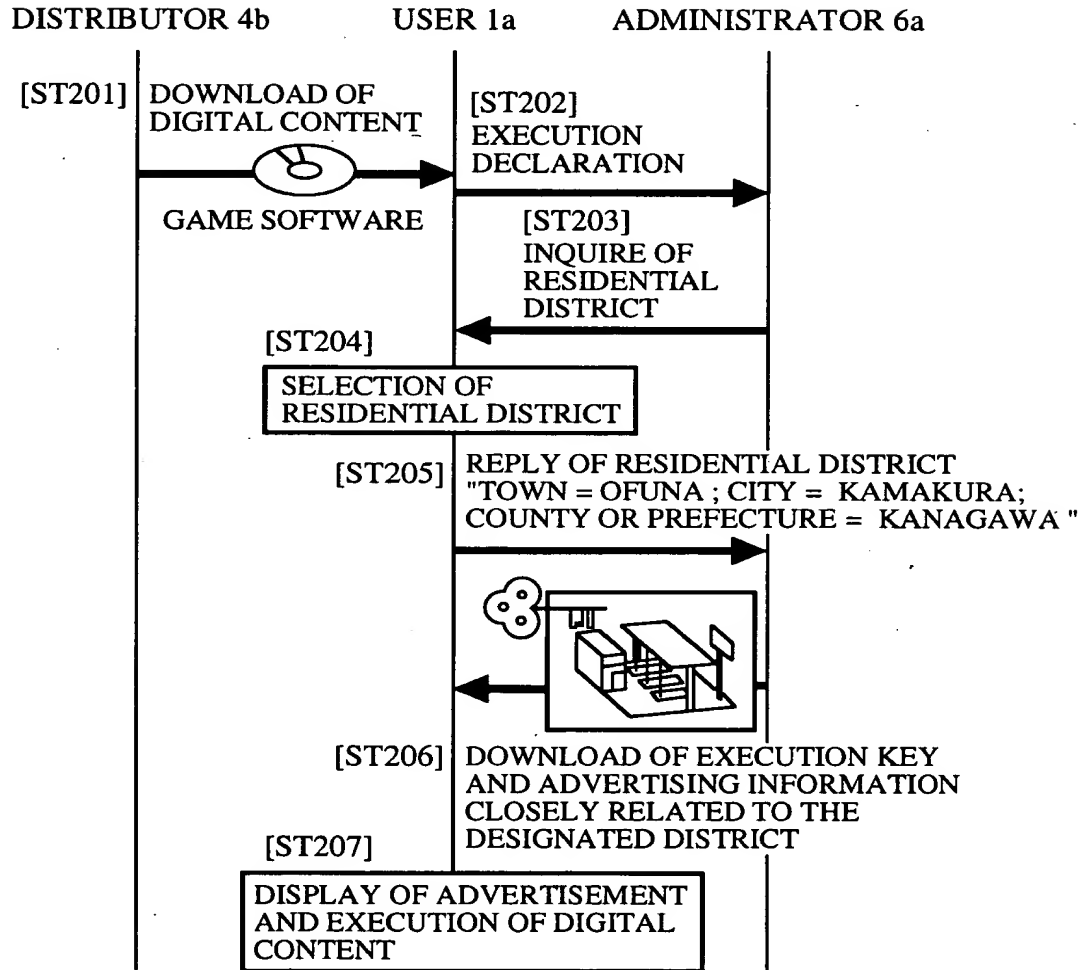 DISTRIBUTOR 4b USER 1a ADMINISTRATOR 6a
[ST201] DOWNLOAD OF
DIGITAL CONTENT
GAME SOFTWARE
[ST202]
EXECUTION
DECLARATION
[ST203]
INQUIRE OF
RESIDENTIAL
DISTRICT
[ST204]
SELECTION OF
RESIDENTIAL DISTRICT
[ST205] REPLY OF RESIDENTIAL DISTRICT
"TOWN = OFUNA ; CITY = KAMAKURA;
COUNTY OR PREFECTURE = KANAGAWA "
[ST206] DOWNLOAD OF EXECUTION KEY
AND ADVERTISING INFORMATION
CLOSELY RELATED TO THE
DESIGNATED DISTRICT
[ST207]
DISPLAY OF ADVERTISEMENT
AND EXECUTION OF DIGITAL
CONTENT